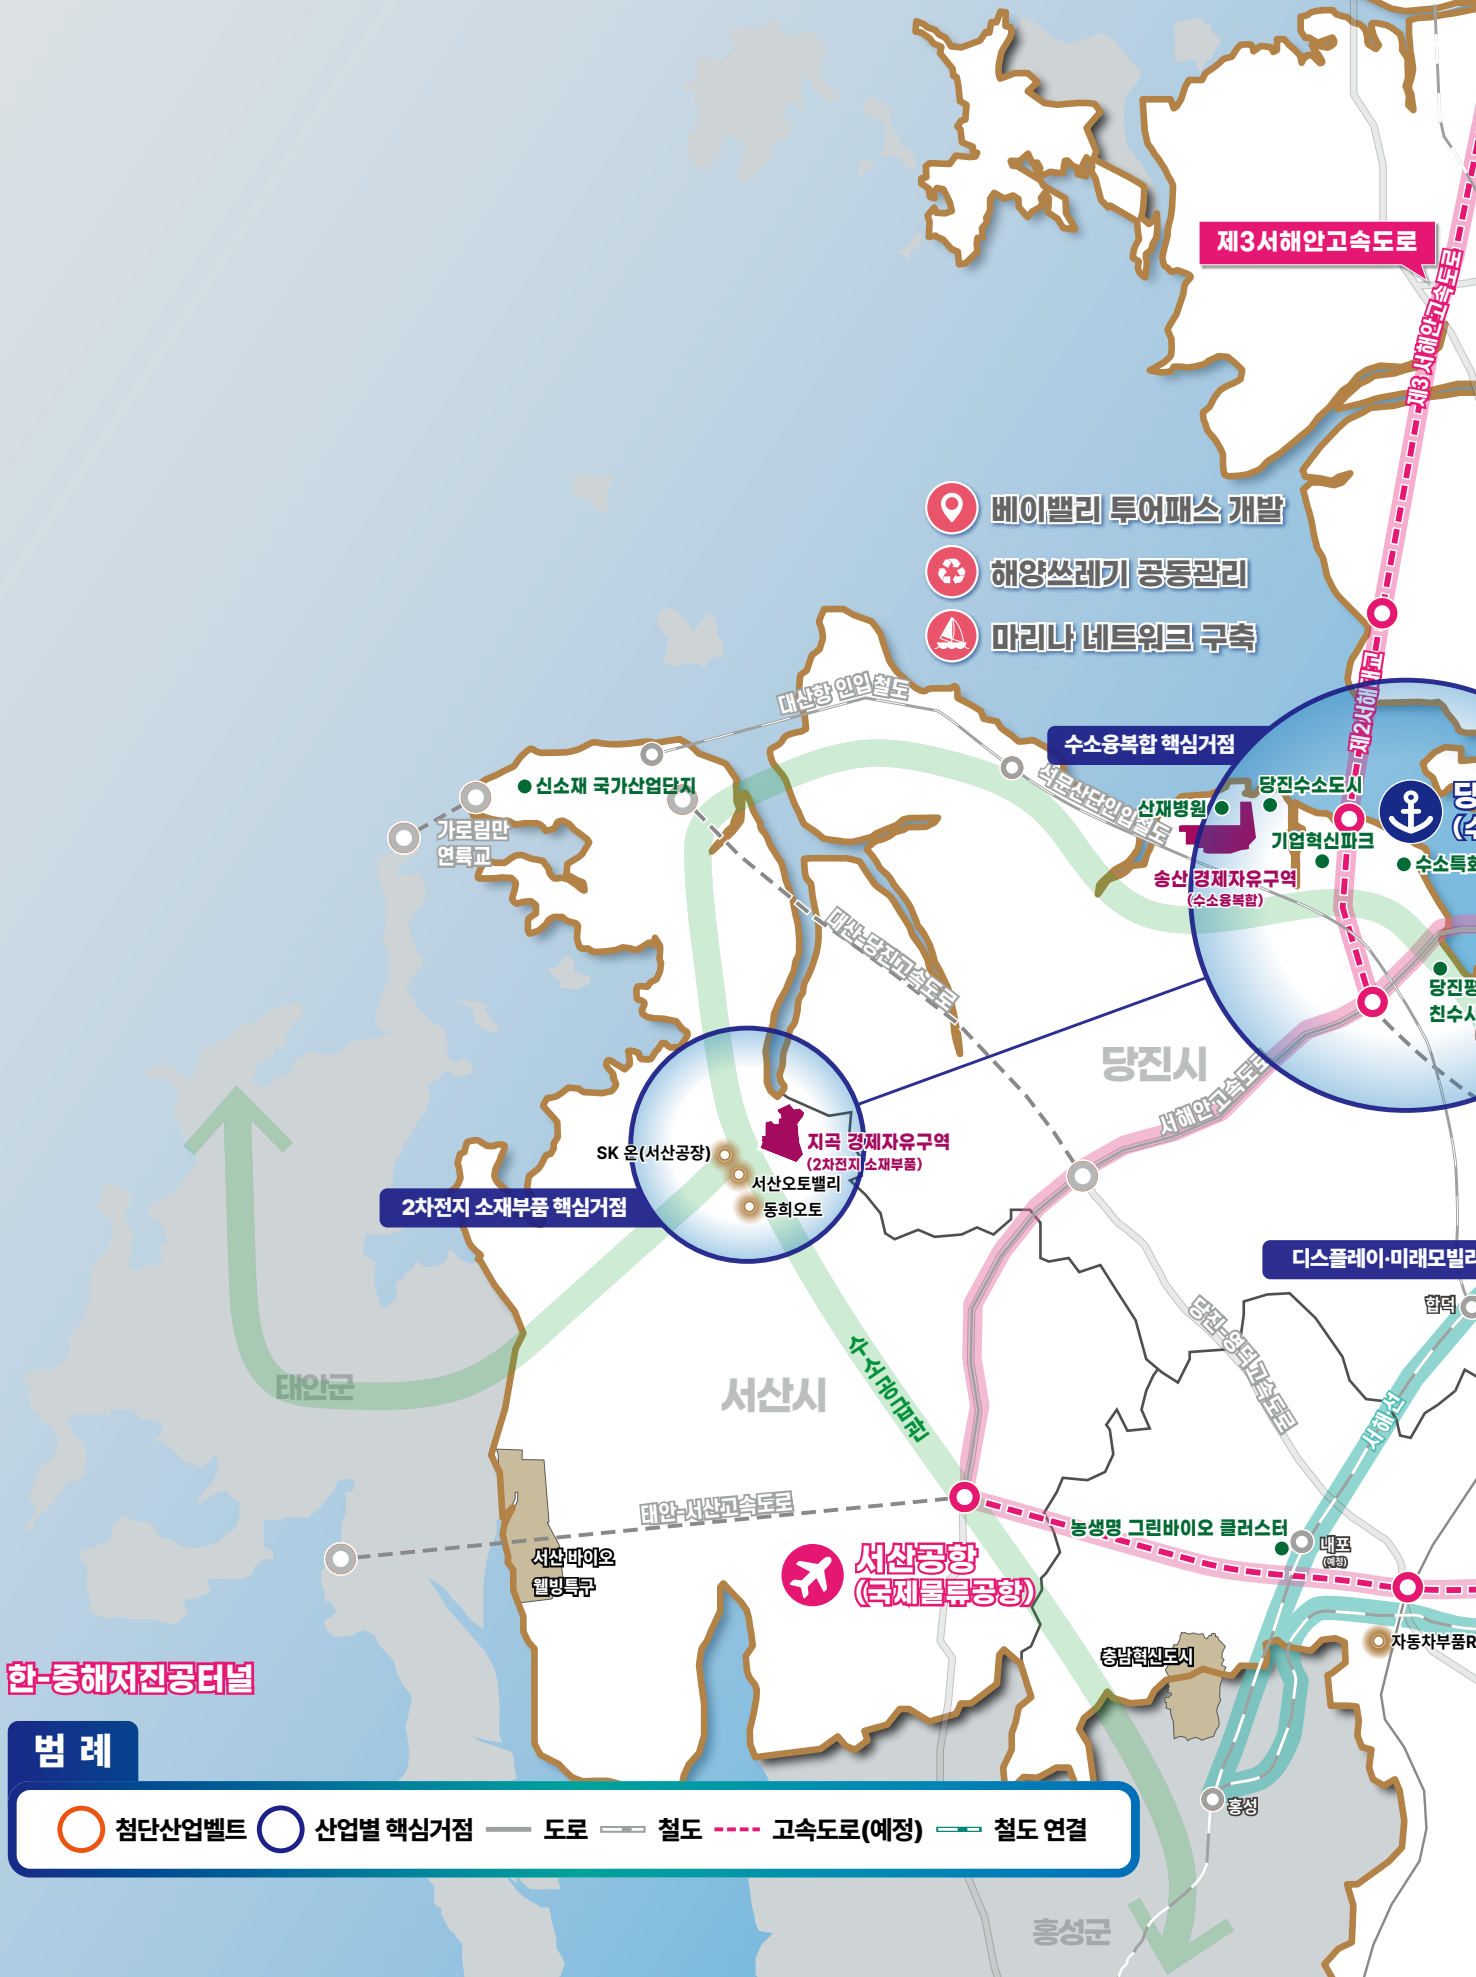 제3서해안고속도로
제3서해안고속도로
베이밸리 투어패스 개발
해양쓰레기 공동관리
마리나 네트워크 구축
제2서해대교
대산항 인입철도
수소융복합 핵심거점
석문산단인입철도
신소재 국가산업단지
당진수소도시
산재병원
기업혁신파크
수소특화
가로림만
연륙교
송산 경제자유구역
(수소융복합)
대산-당진고속도로
당진평
친수시
당진시
서해안고속도로
SK 온(서산공장)
지곡 경제자유구역
(2차전지 소재부품)
서산오토밸리
동희오토
2차전지 소재부품 핵심거점
디스플레이·미래모빌리
합덕
당진-영덕고속도로
수소공급관
태안군
서산시
서해선
태안-서산고속도로
농생명 그린바이오 클러스터
내포
(예정)
서산 바이오
웰빙특구
서산공항
(국제물류공항)
자동차부품R
충남혁신도시
한-중해저진공터널
범 례
첨단산업벨트
산업별 핵심거점
도로
철도
고속도로(예정)
철도 연결
홍성
홍성군